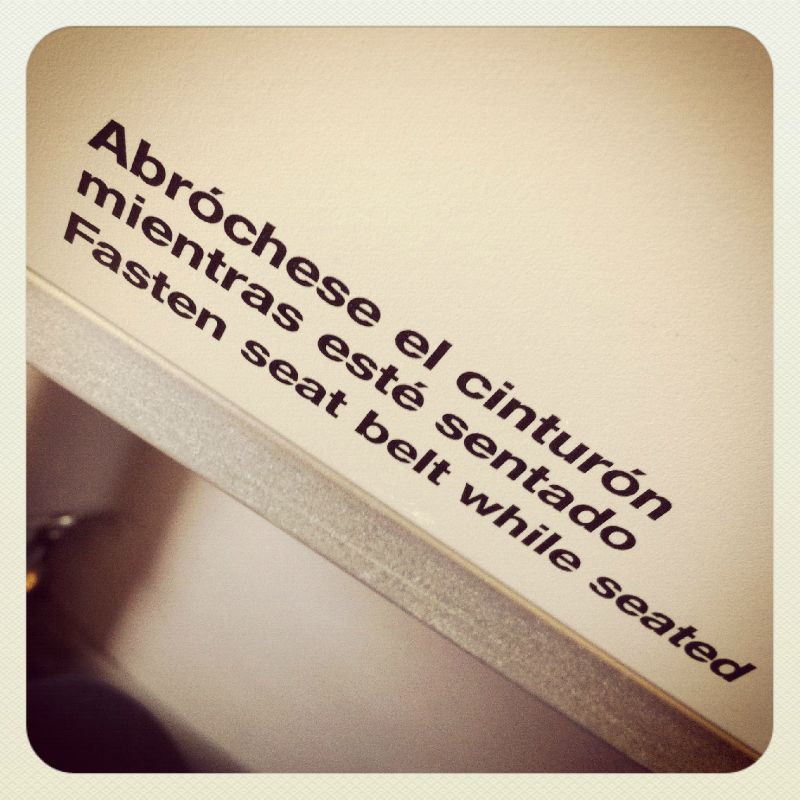 Abróchese el cinturón
mientras esté sentado
Fasten seat belt while seated